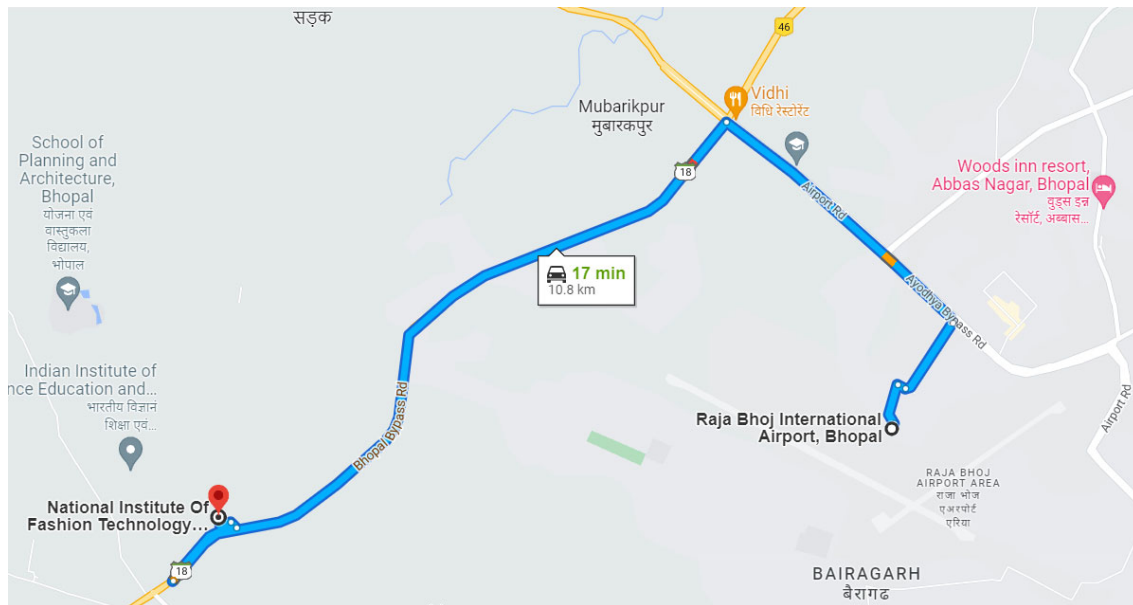 सड़क
46
Vidhi
विधि रेस्टोरेंट
Mubarikpur
मुबारकपुर
18
Airport Rd
Woods inn resort,
Abbas Nagar, Bhopal
वुड्स इन्न
रेसॉर्ट, अब्बास...
School of
Planning and
Architecture,
Bhopal
योजना एवं
वास्तुकला
विद्यालय,
भोपाल
17 min
10.8 km
Ayodhya Bypass Rd
Indian Institute of
nce Education and...
भारतीय विज्ञानं
शिक्षा एव...
Bhopal Bypass Rd
Raja Bhoj International
Airport, Bhopal
Airport Rd
RAJA BHOJ
AIRPORT AREA
राजा भोज
एअरपोर्ट
एरिया
National Institute Of
Fashion Technology...
18
BAIRAGARH
बैरागढ